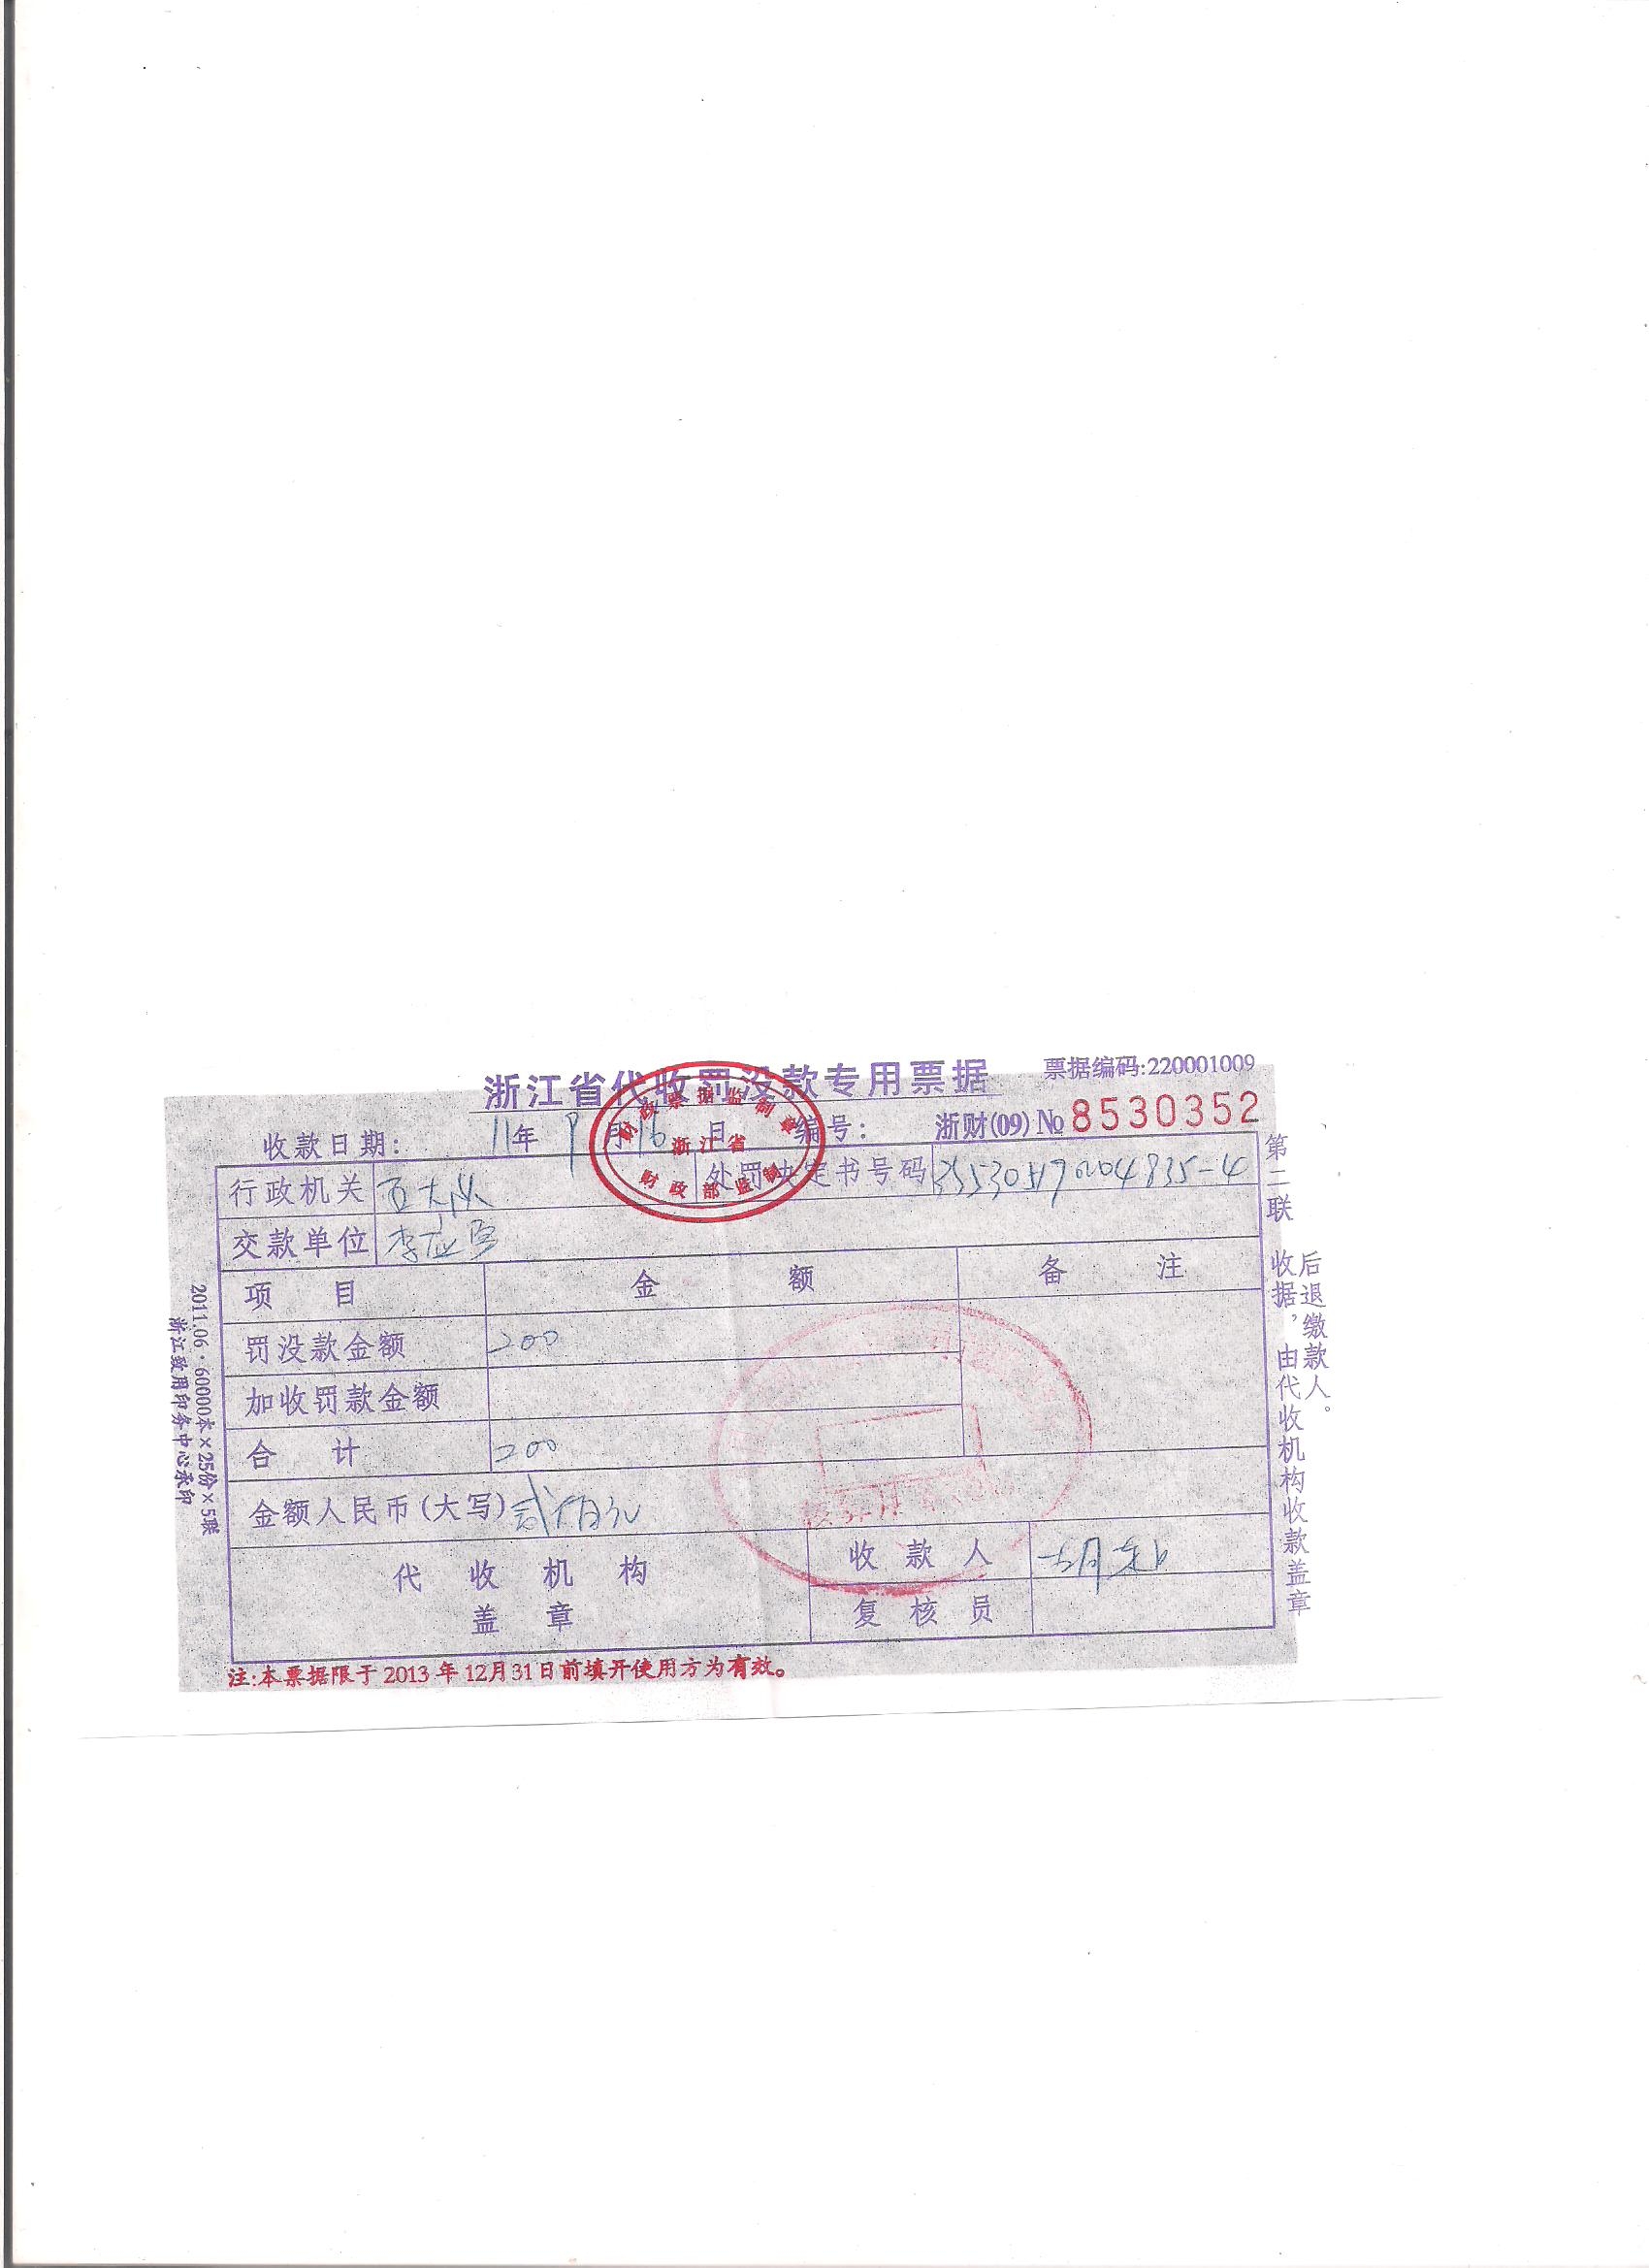 浙江省代收罚没款专用票据
票据编码:220001009
收款日期: 11年 9月16日 编号: 浙财(09) № 8530352
财政票据监制章
浙江省
财政部监制
行政机关 五大队 处罚决定书号码
交款单位 李应
项 目 金 额 备 注
罚没款金额 200
加收罚款金额
合 计 200
金额人民币(大写) 贰佰元
代收机构 收款人
盖 章 复核员
注:本票据限于2013年12月31日前填开使用方为有效。
第二联 收据,由代收机构收款盖章
后退缴款人。
2011.06·60000本×25份×5联
浙江致用印务中心承印